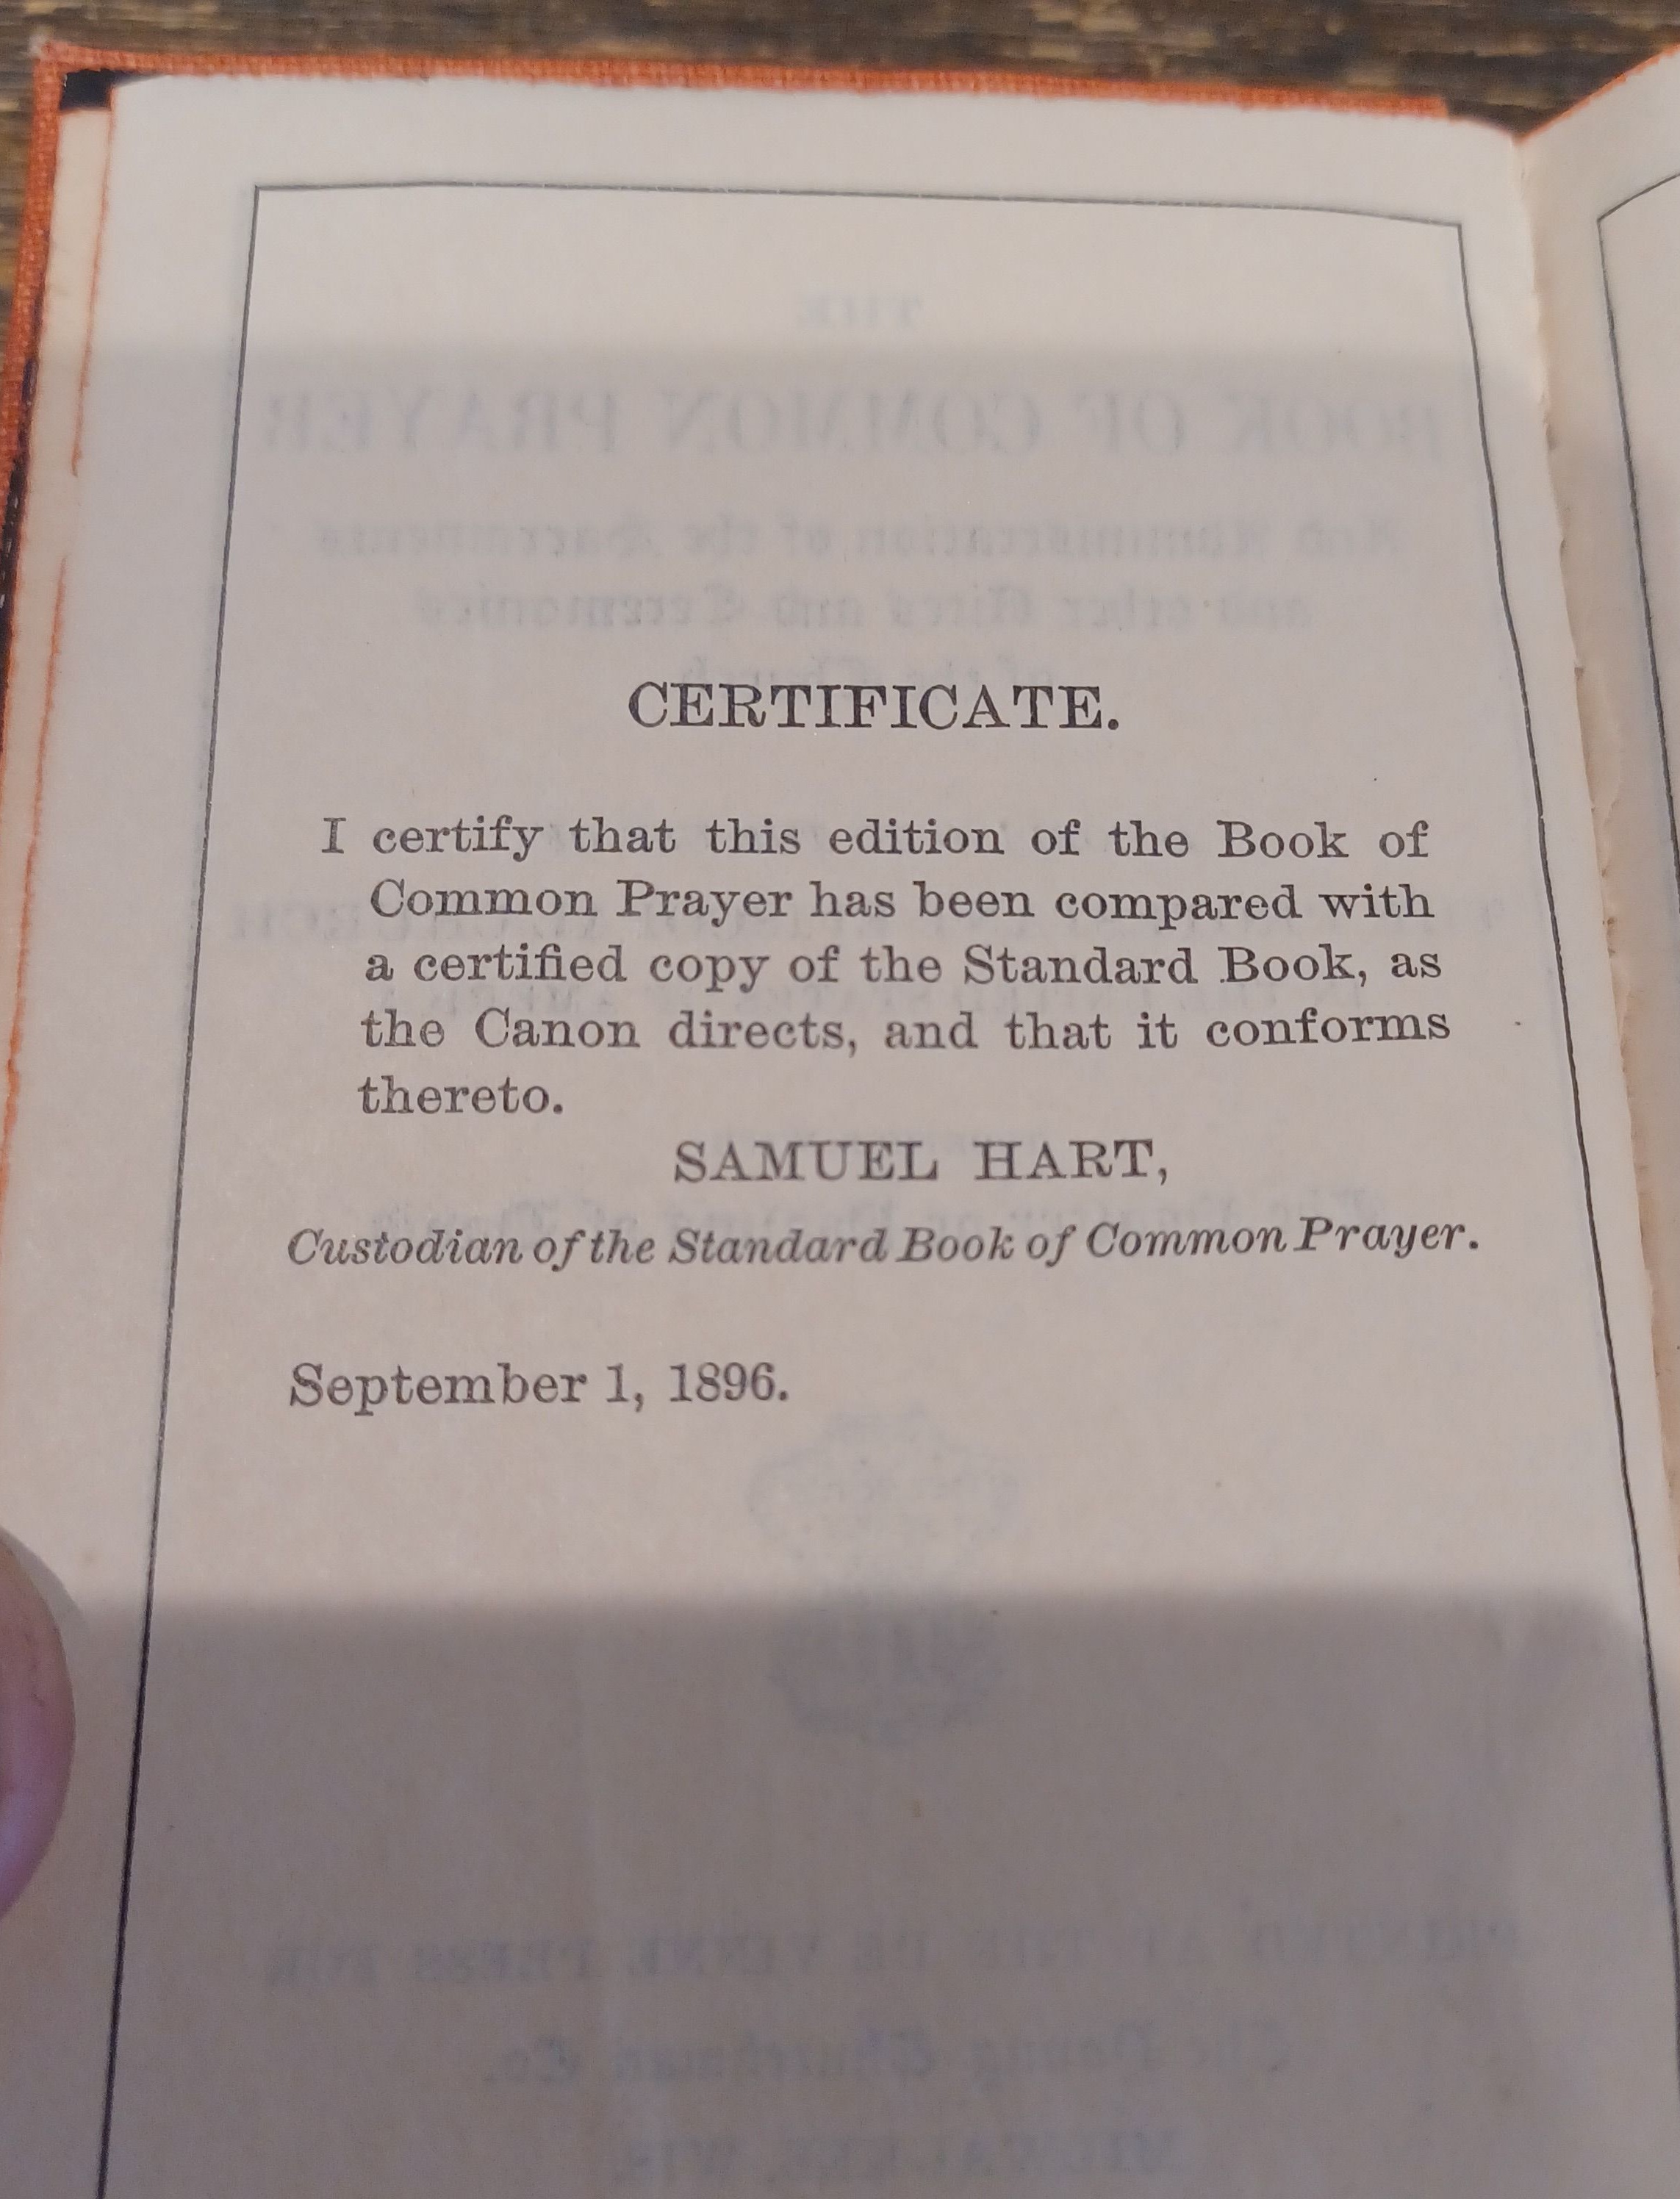 CERTIFICATE.
I certify that this edition of the Book of
Common Prayer has been compared with
a certified copy of the Standard Book, as
the Canon directs, and that it conforms
thereto.
SAMUEL HART,
Custodian of the Standard Book of Common Prayer.
September 1, 1896.